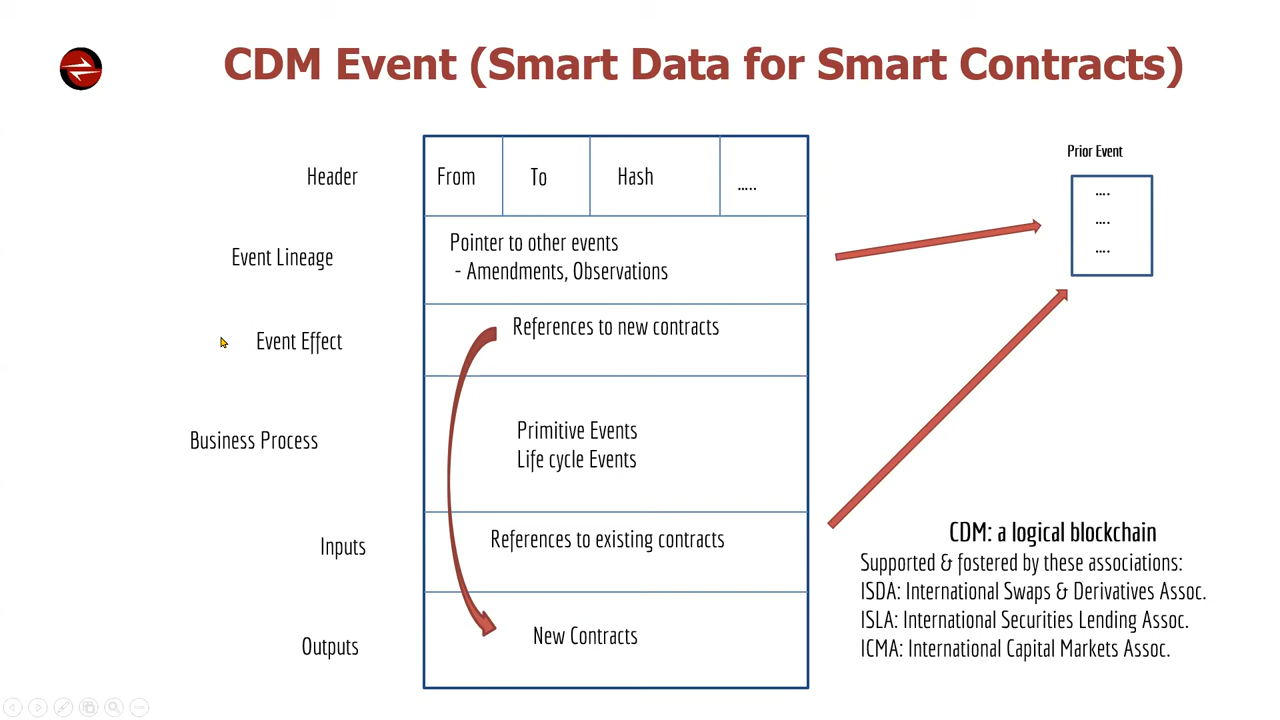 CDM Event (Smart Data for Smart Contracts)
Header
From
To
Hash
.....
Event Lineage
Pointer to other events
- Amendments, Observations
Event Effect
References to new contracts
Business Process
Primitive Events
Life cycle Events
Inputs
References to existing contracts
Outputs
New Contracts
Prior Event
....
....
....
CDM: a logical blockchain
Supported & fostered by these associations:
ISDA: International Swaps & Derivatives Assoc.
ISLA: International Securities Lending Assoc.
ICMA: International Capital Markets Assoc.